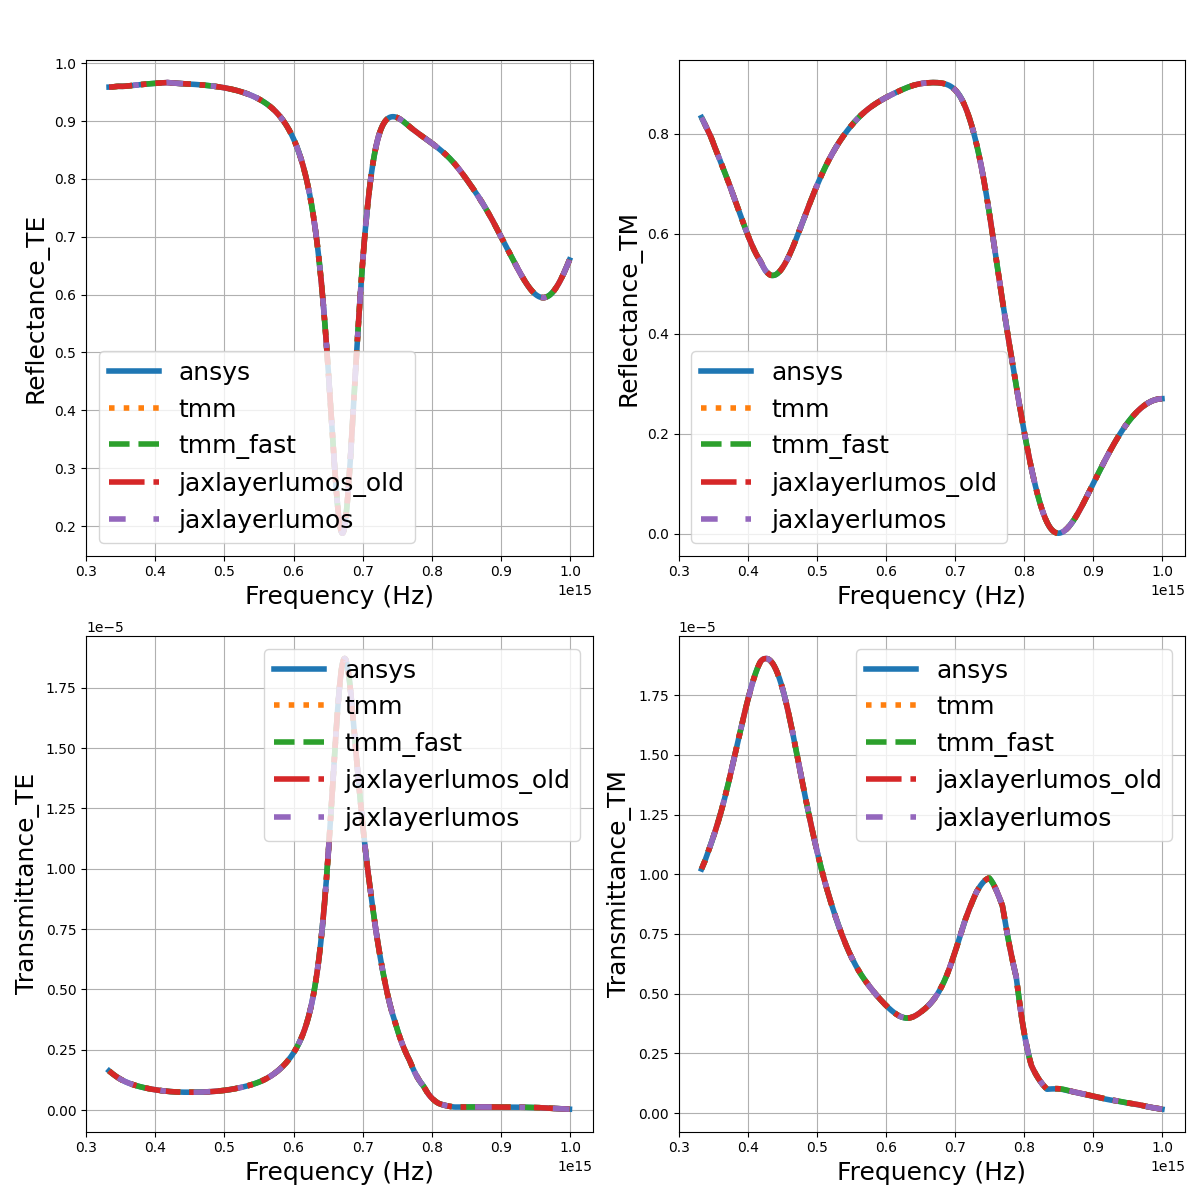 1.0
0.9
0.8
0.7
0.6
0.5
0.4
0.3
0.2
Reflectance_TE
ansys
tmm
tmm_fast
jaxlayerlumos_old
jaxlayerlumos
0.3 0.4 0.5 0.6 0.7 0.8 0.9 1.0
1e15
Frequency (Hz)
0.8
0.6
0.4
0.2
0.0
Reflectance_TM
ansys
tmm
tmm_fast
jaxlayerlumos_old
jaxlayerlumos
0.3 0.4 0.5 0.6 0.7 0.8 0.9 1.0
1e15
Frequency (Hz)
1e−5
1.75
1.50
1.25
1.00
0.75
0.50
0.25
0.00
Transmittance_TE
ansys
tmm
tmm_fast
jaxlayerlumos_old
jaxlayerlumos
0.3 0.4 0.5 0.6 0.7 0.8 0.9 1.0
1e15
Frequency (Hz)
1e−5
1.75
1.50
1.25
1.00
0.75
0.50
0.25
0.00
Transmittance_TM
ansys
tmm
tmm_fast
jaxlayerlumos_old
jaxlayerlumos
0.3 0.4 0.5 0.6 0.7 0.8 0.9 1.0
1e15
Frequency (Hz)